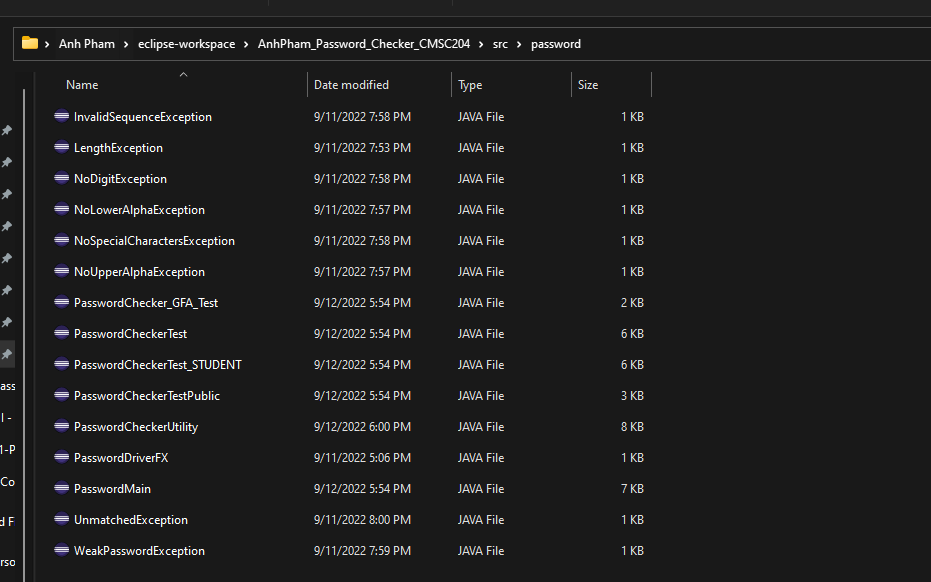 Anh Pham > eclipse-workspace > AnhPham_Password_Checker_CMSC204 > src > password
Name Date modified Type Size
InvalidSequenceException 9/11/2022 7:58 PM JAVA File 1 KB
LengthException 9/11/2022 7:53 PM JAVA File 1 KB
NoDigitException 9/11/2022 7:58 PM JAVA File 1 KB
NoLowerAlphaException 9/11/2022 7:57 PM JAVA File 1 KB
NoSpecialCharactersException 9/11/2022 7:58 PM JAVA File 1 KB
NoUpperAlphaException 9/11/2022 7:57 PM JAVA File 1 KB
PasswordChecker_GFA_Test 9/12/2022 5:54 PM JAVA File 2 KB
PasswordCheckerTest 9/12/2022 5:54 PM JAVA File 6 KB
PasswordCheckerTest_STUDENT 9/12/2022 5:54 PM JAVA File 6 KB
ass
PasswordCheckerTestPublic 9/12/2022 5:54 PM JAVA File 3 KB
l -
PasswordCheckerUtility 9/12/2022 6:00 PM JAVA File 8 KB
1-P
PasswordDriverFX 9/11/2022 5:06 PM JAVA File 1 KB
Co
PasswordMain 9/12/2022 5:54 PM JAVA File 7 KB
d F
UnmatchedException 9/11/2022 8:00 PM JAVA File 1 KB
rso
WeakPasswordException 9/11/2022 7:59 PM JAVA File 1 KB